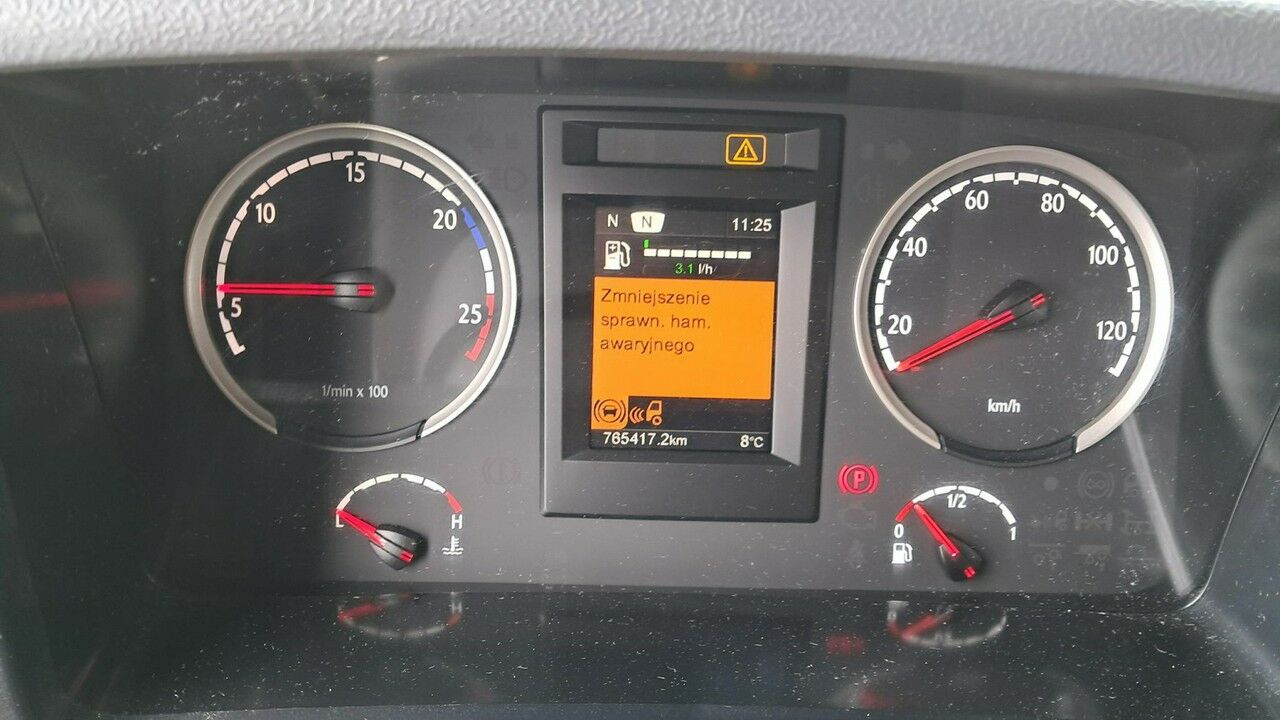 5
10
15
20
25
1/min x 100
L
H
N N 11:25
3.1 l/h
Zmniejszenie
sprawn. ham.
awaryjnego
765417.2km 8°C
20
40
60
80
100
120
km/h
P
0
1/2
1